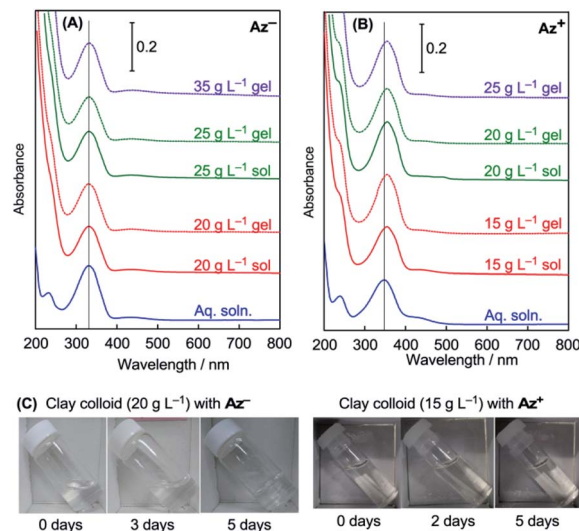 (A)
Az⁻
0.2
35 g L⁻¹ gel
25 g L⁻¹ gel
25 g L⁻¹ sol
20 g L⁻¹ gel
20 g L⁻¹ sol
Aq. soln.
Absorbance
200 300 400 500 600 700 800
Wavelength / nm
(B)
Az⁺
0.2
25 g L⁻¹ gel
20 g L⁻¹ gel
20 g L⁻¹ sol
15 g L⁻¹ gel
15 g L⁻¹ sol
Aq. soln.
Absorbance
200 300 400 500 600 700 800
Wavelength / nm
(C) Clay colloid (20 g L⁻¹) with Az⁻
0 days 3 days 5 days
Clay colloid (15 g L⁻¹) with Az⁺
0 days 2 days 5 days